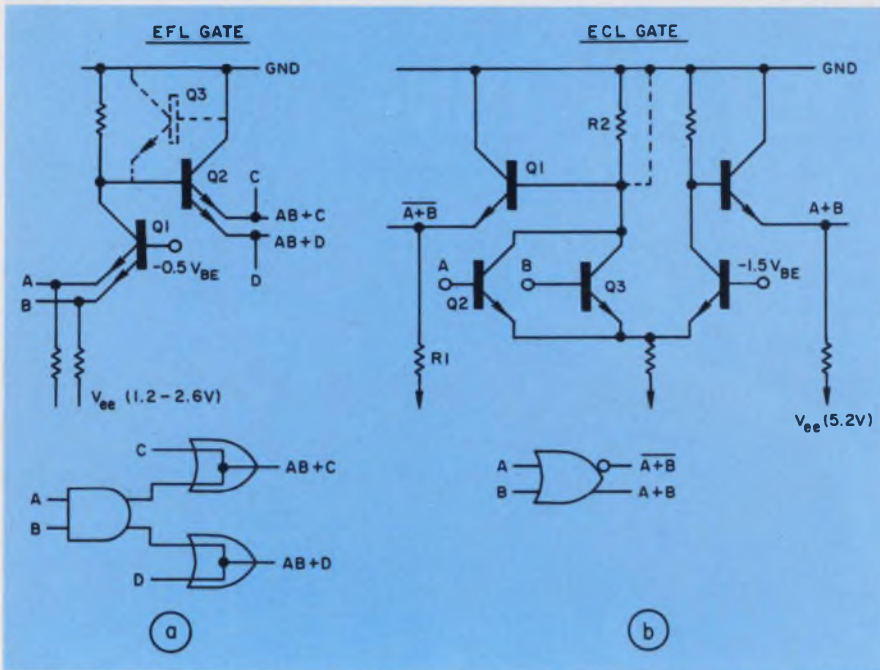 EFL GATE
GND
Q3
Q2
C
AB+C
AB+D
D
Q1
-0.5 V_BE
A
B
V_ee (1.2-2.6V)
C
AB+C
A
B
AB+D
D
a
ECL GATE
GND
R2
Q1
A+B
A+B
A
B
-1.5 V_BE
Q2
Q3
R1
V_ee (5.2V)
A
A+B
B
A+B
b